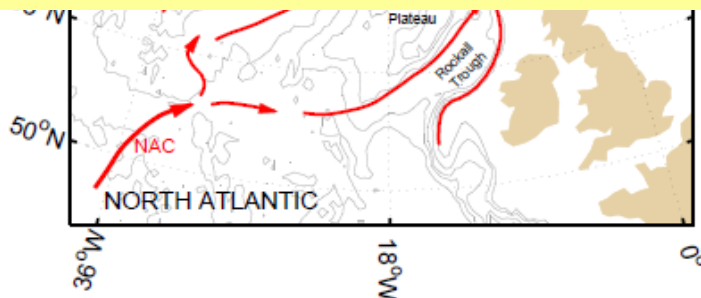 Plateau
Rockall
Trough
50°N
NAC
NORTH ATLANTIC
36°W
18°W